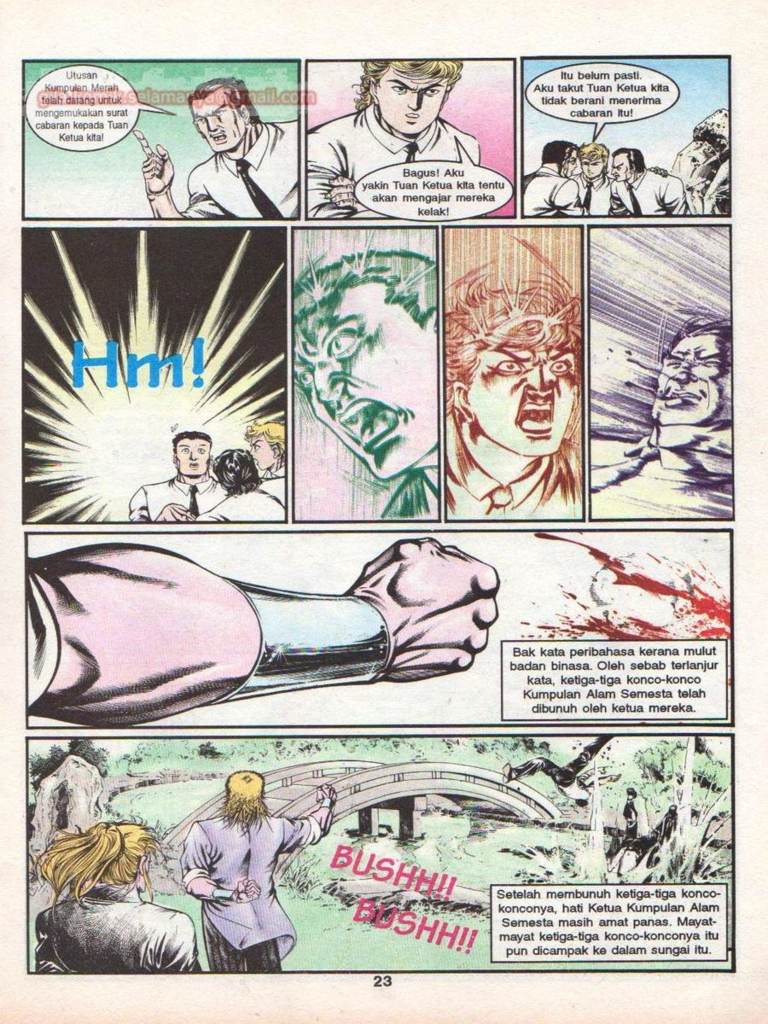 Utusan
Kumpulan Merah
telah datang untuk
mengemukakan surat
cabaran kepada Tuan
Ketua kita!
Bagus! Aku
yakin Tuan Ketua kita tentu
akan mengajar mereka
kelak!
Itu belum pasti.
Aku takut Tuan Ketua kita
tidak berani menerima
cabaran itu!
Hm!
Bak kata peribahasa kerana mulut
badan binasa. Oleh sebab terlanjur
kata, ketiga-tiga konco-konco
Kumpulan Alam Semesta telah
dibunuh oleh ketua mereka.
BUSHH!!
BUSHH!!
Setelah membunuh ketiga-tiga konco-
konconya, hati Ketua Kumpulan Alam
Semesta masih amat panas. Mayat-
mayat ketiga-tiga konco-konconya itu
pun dicampak ke dalam sungai itu.
23